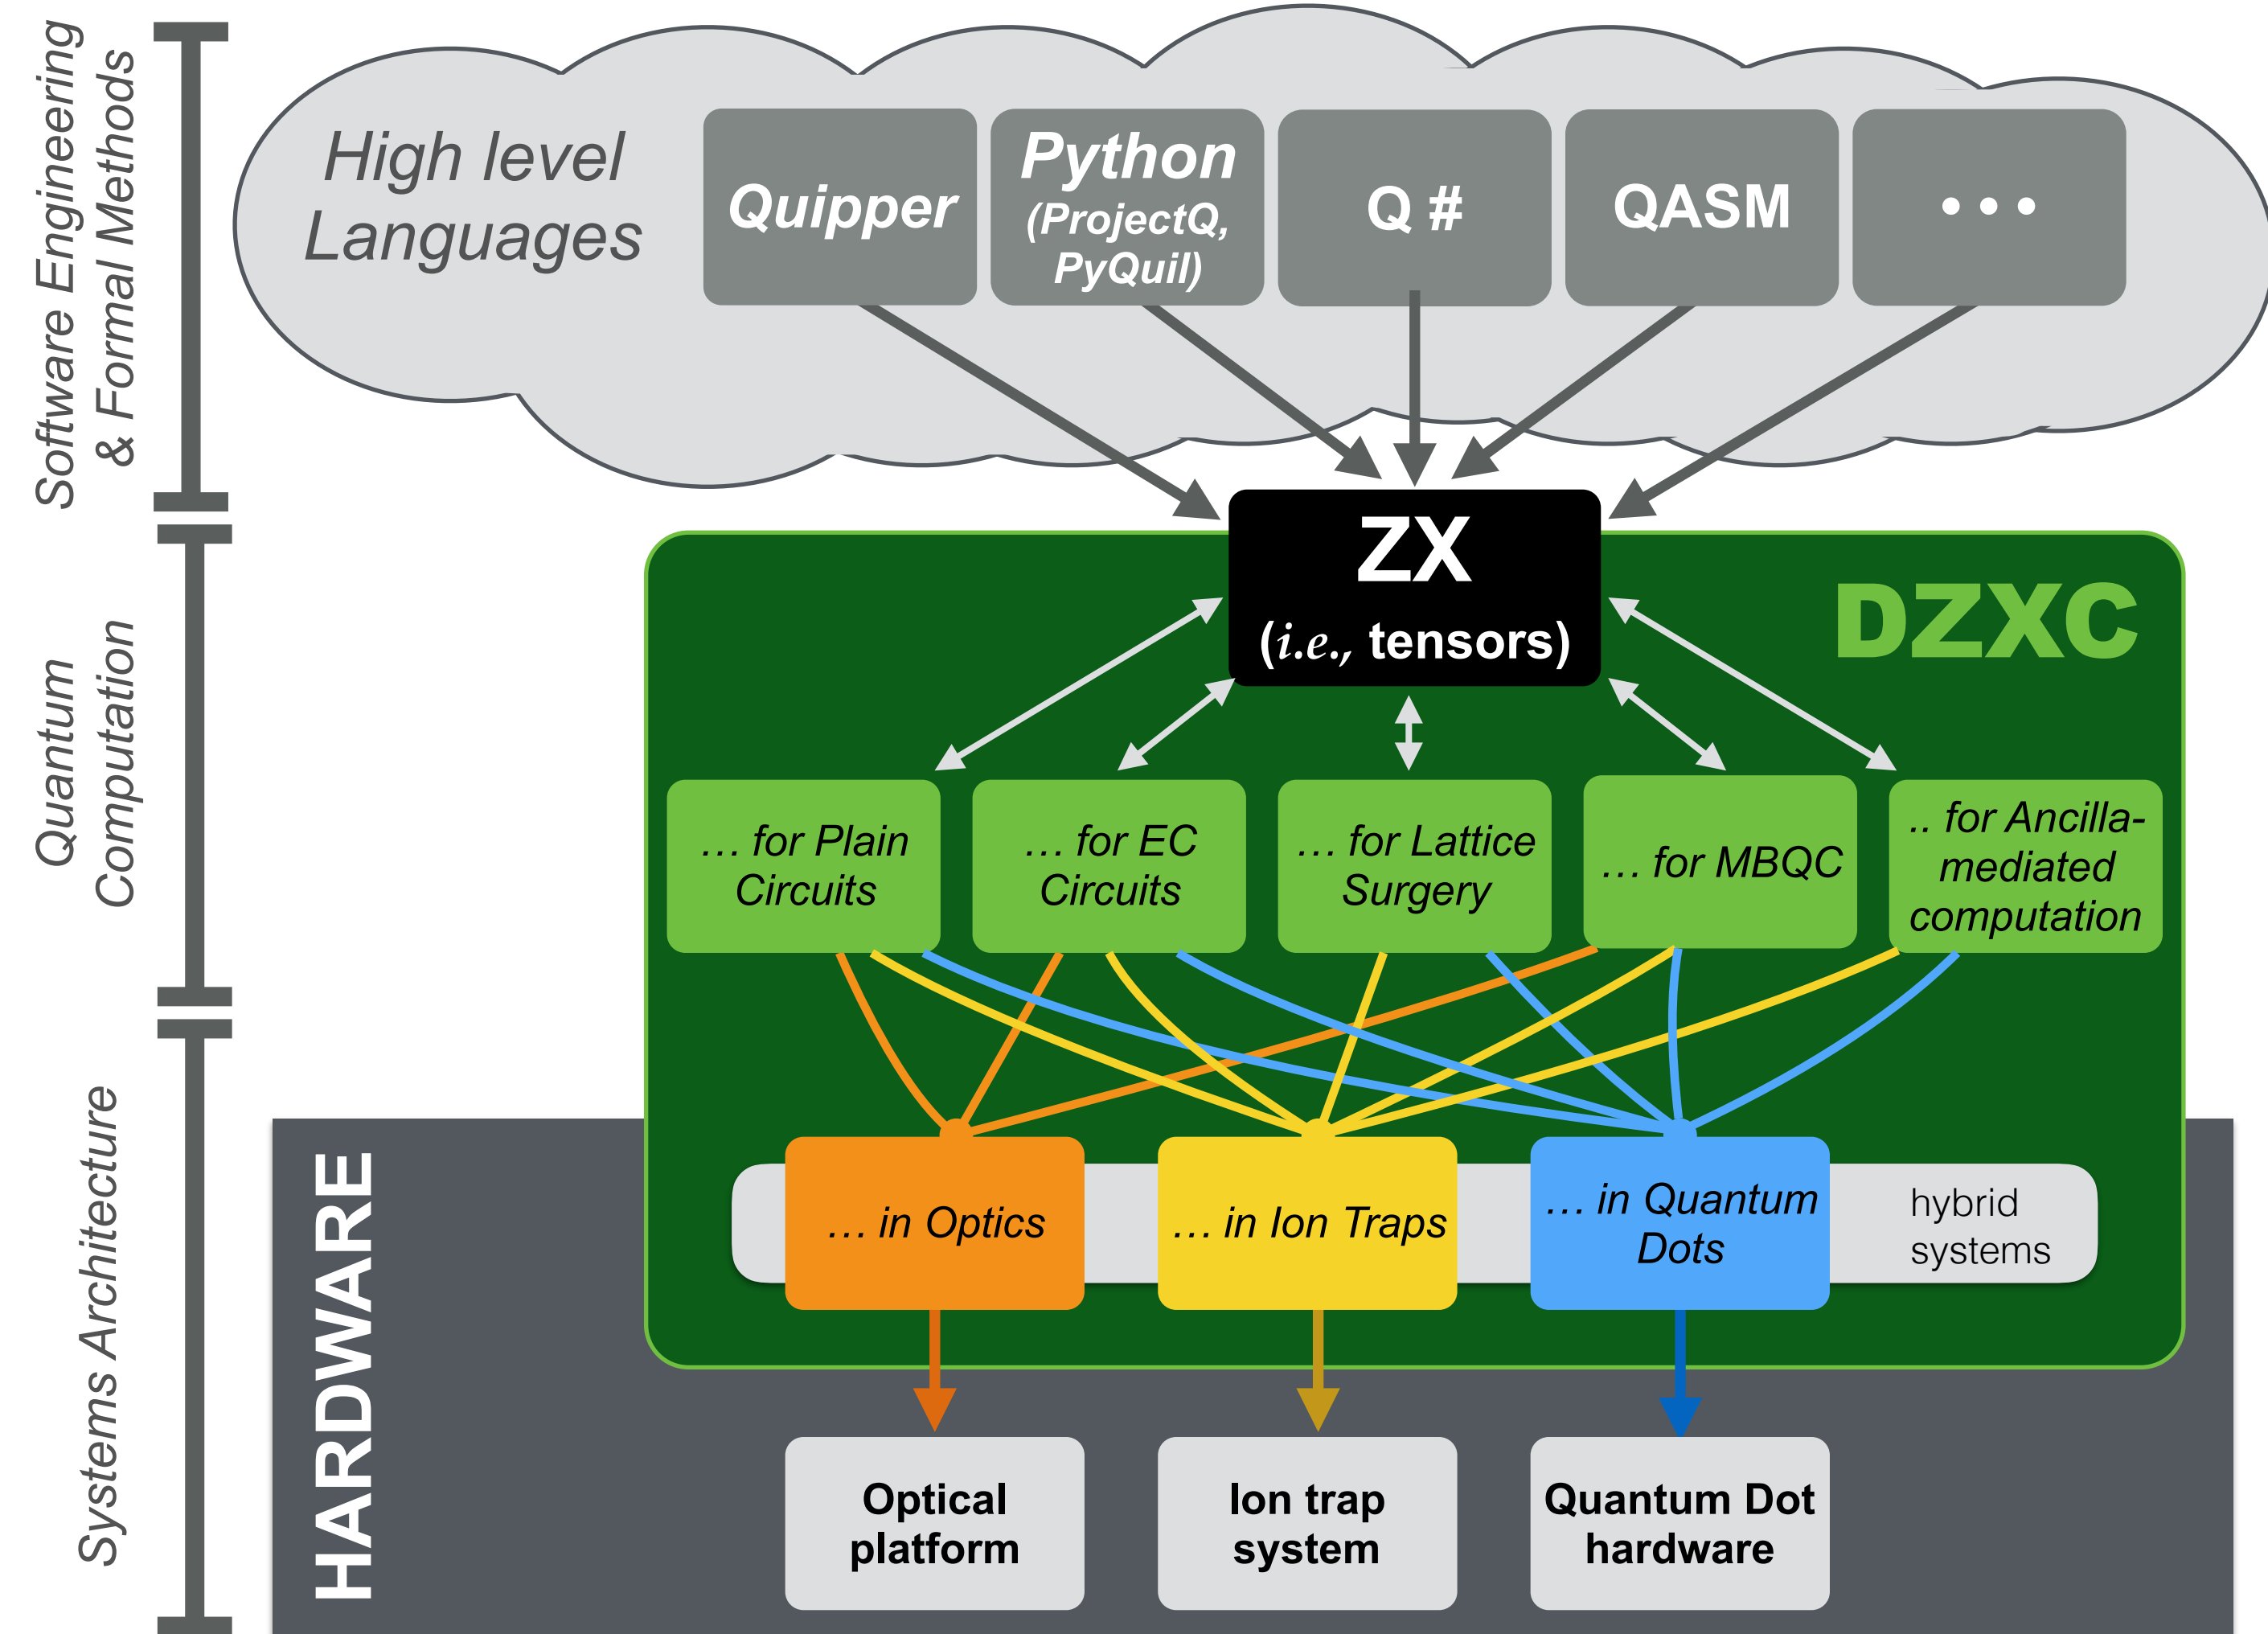 Software Engineering
& Formal Methods
High level
Languages
Quipper
Python
(ProjectQ,
PyQuil)
Q #
QASM
• • •
ZX
(i.e., tensors)
DZXC
Quantum
Computation
… for Plain
Circuits
… for EC
Circuits
… for Lattice
Surgery
… for MBQC
.. for Ancilla-
mediated
computation
Systems Architecture
HARDWARE
… in Optics
… in Ion Traps
… in Quantum
Dots
hybrid
systems
Optical
platform
Ion trap
system
Quantum Dot
hardware